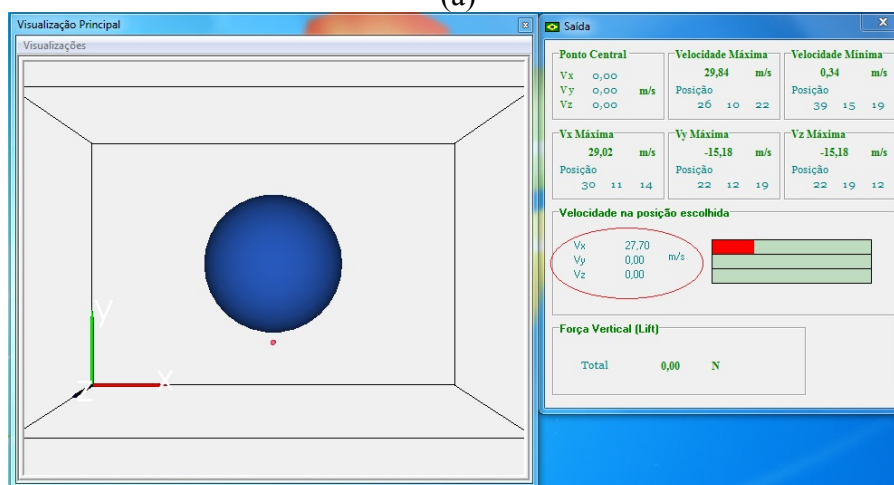 (a)
Visualização Principal
Visualizações
y
x
z
Saída
Ponto Central
Vx 0,00
Vy 0,00 m/s
Vz 0,00
Velocidade Máxima
29,84 m/s
Posição
26 10 22
Velocidade Mínima
0,34 m/s
Posição
39 15 19
Vx Máxima
29,02 m/s
Posição
30 11 14
Vy Máxima
-15,18 m/s
Posição
22 12 19
Vz Máxima
-15,18 m/s
Posição
22 19 12
Velocidade na posição escolhida
Vx 27,70
Vy 0,00 m/s
Vz 0,00
Força Vertical (Lift)
Total 0,00 N